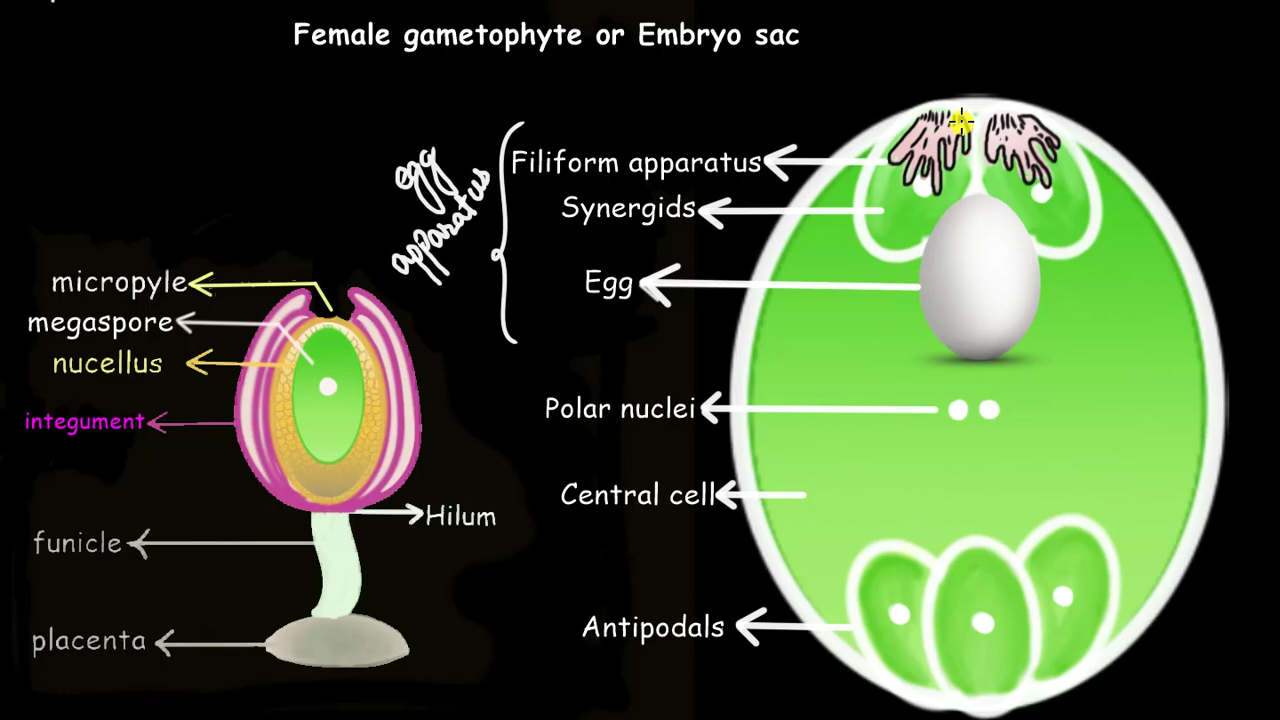 Female gametophyte or Embryo sac
egg
apparatus
Filiform apparatus
Synergids
Egg
Polar nuclei
Central cell
Antipodals
micropyle
megaspore
nucellus
integument
Hilum
funicle
placenta